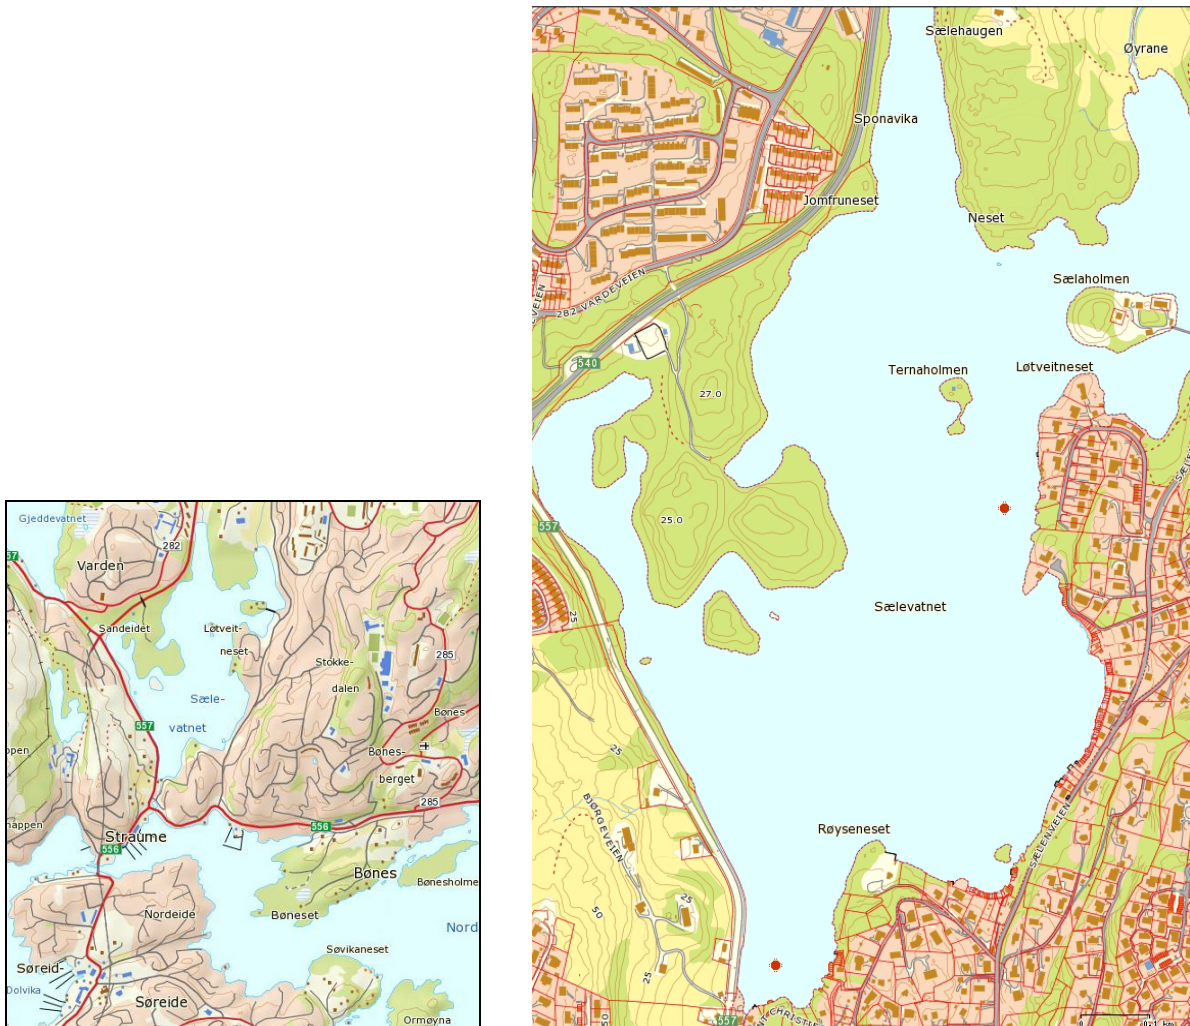 Gjeddevatnet
57
282
Varden
Sandeidet
Løtveit-
neset
Stokke-
dalen
285
Sæle-
vatnet
557
Bønes
Bønes-
berget
285
556
Straume
556
Bønes
Bønesholme
Bøneset
Nordeide
Nord
Søvikaneset
Søreid-
Dolvika
Søreide
Ormøyna
Sælehaugen
Øyrane
Sponavika
Jomfruneset
Neset
282 VARDEVEIEN
Sælaholmen
540
Ternaholmen
Løtveitneset
27.0
25.0
557
Sælevatnet
25
25
BJØRGEVEIEN
Røyseneset
SÆLENVEIEN
25
50
25
557
50